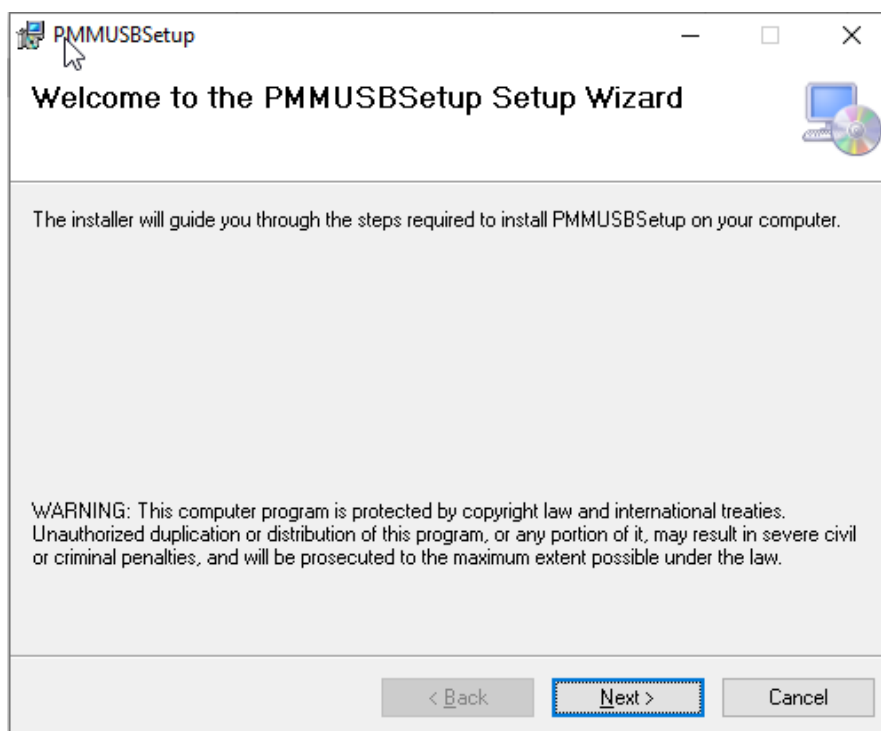 PMMUSBSetup
Welcome to the PMMUSBSetup Setup Wizard
The installer will guide you through the steps required to install PMMUSBSetup on your computer.
WARNING: This computer program is protected by copyright law and international treaties.
Unauthorized duplication or distribution of this program, or any portion of it, may result in severe civil
or criminal penalties, and will be prosecuted to the maximum extent possible under the law.
< Back
Next >
Cancel